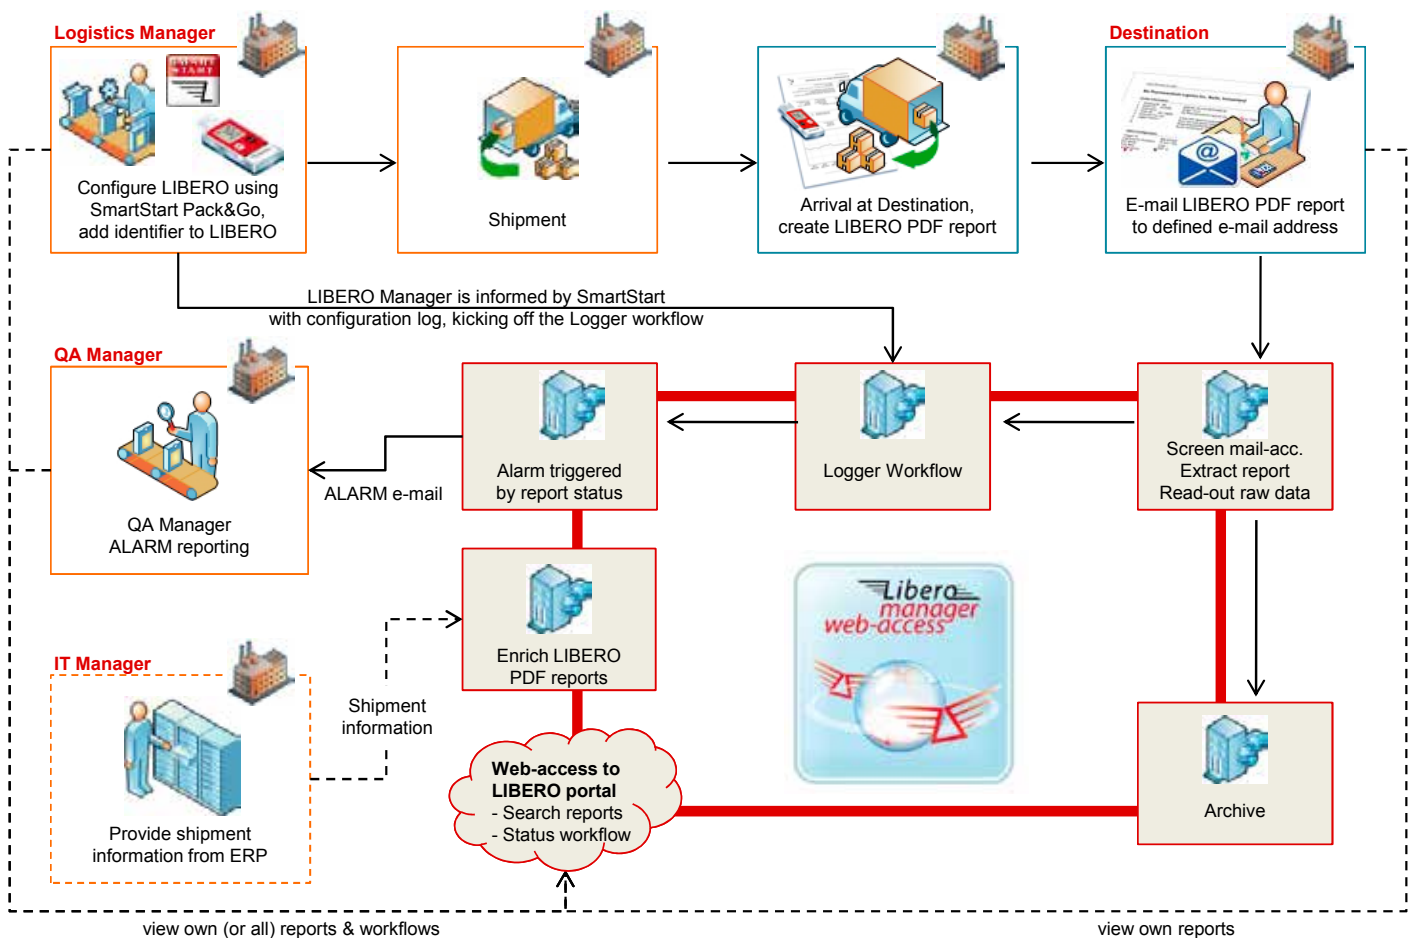 Logistics Manager
Destination
SMART
START
Configure LIBERO using
SmartStart Pack&Go,
add identifier to LIBERO
Shipment
Arrival at Destination,
create LIBERO PDF report
@
E-mail LIBERO PDF report
to defined e-mail address
LIBERO Manager is informed by SmartStart
with configuration log, kicking off the Logger workflow
QA Manager
QA Manager
ALARM reporting
ALARM e-mail
Alarm triggered
by report status
Logger Workflow
Screen mail-acc.
Extract report
Read-out raw data
Enrich LIBERO
PDF reports
Libero
manager
web-access
IT Manager
Shipment
information
Provide shipment
information from ERP
Web-access to
LIBERO portal
- Search reports
- Status workflow
Archive
view own (or all) reports & workflows
view own reports